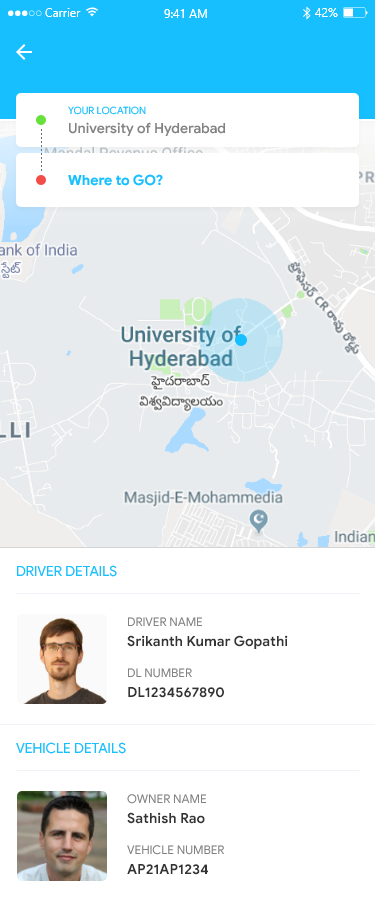 Carrier
9:41 AM
42%
YOUR LOCATION
University of Hyderabad
Mandal Revenue Office
Where to GO?
PR
ank of India
స్టేట్
ప్రొఫెసర్ CR రావు రోడ్డు
University of
Hyderabad
హైదరాబాద్
విశ్వవిద్యాలయం
LLI
Masjid-E-Mohammedia
Indian
DRIVER DETAILS
DRIVER NAME
Srikanth Kumar Gopathi
DL NUMBER
DL1234567890
VEHICLE DETAILS
OWNER NAME
Sathish Rao
VEHICLE NUMBER
AP21AP1234